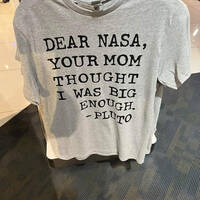 DEAR NASA,
YOUR MOM
THOUGHT
I WAS BIG
ENOUGH.
-PLUTO